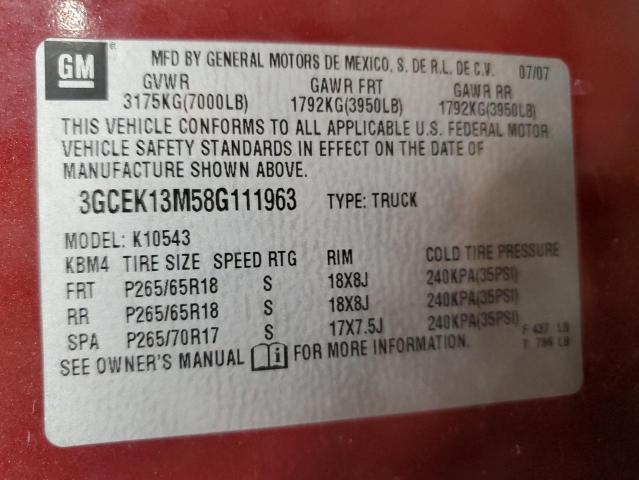 GM
MFD BY GENERAL MOTORS DE MEXICO, S. DE R.L. DE C.V. 07/07
GVWR GAWR FRT GAWR RR
3175KG(7000LB) 1792KG(3950LB) 1792KG(3950LB)
THIS VEHICLE CONFORMS TO ALL APPLICABLE U.S. FEDERAL MOTOR
VEHICLE SAFETY STANDARDS IN EFFECT ON THE DATE OF
MANUFACTURE SHOWN ABOVE.
3GCEK13M58G111963 TYPE: TRUCK
MODEL: K10543
KBM4 TIRE SIZE SPEED RTG RIM COLD TIRE PRESSURE
FRT P265/65R18 S 18X8J 240KPA(35PSI)
RR P265/65R18 S 18X8J 240KPA(35PSI)
SPA P265/70R17 S 17X7.5J 240KPA(35PSI)
F 437 LB
786 LB
SEE OWNER'S MANUAL FOR MORE INFORMATION.